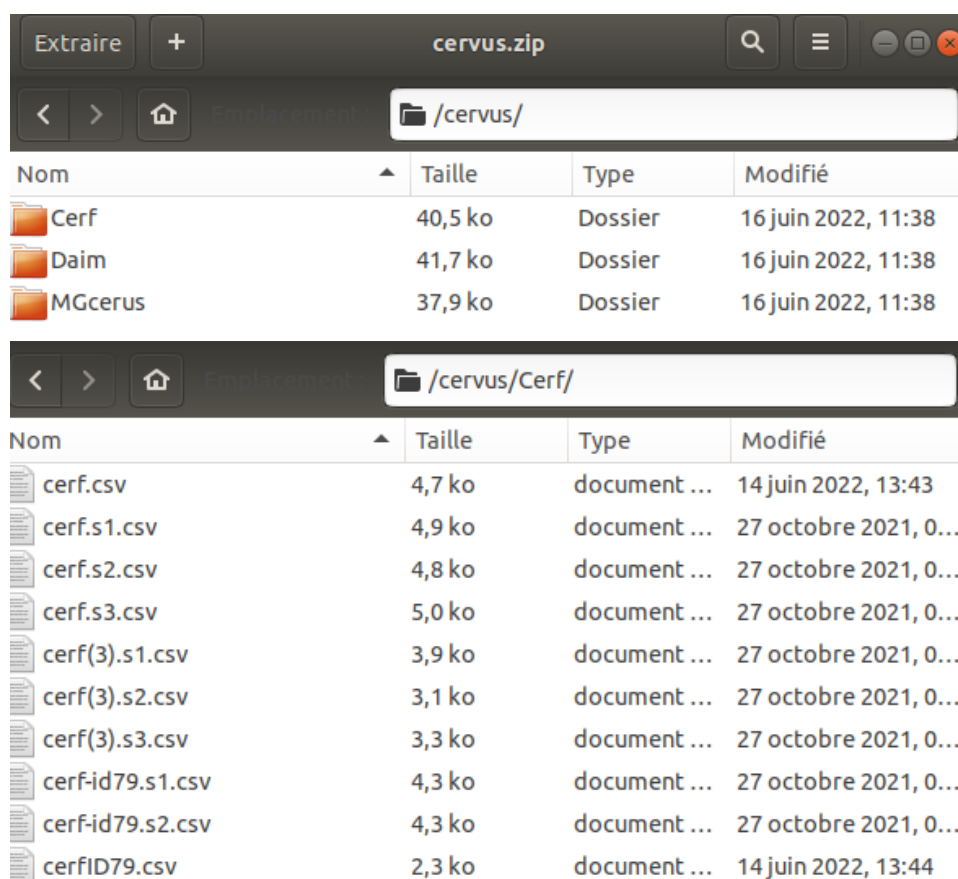 Extraire + cervus.zip
Emplacement : /cervus/
Nom Taille Type Modifié
Cerf 40,5 ko Dossier 16 juin 2022, 11:38
Daim 41,7 ko Dossier 16 juin 2022, 11:38
MGcerus 37,9 ko Dossier 16 juin 2022, 11:38
Emplacement : /cervus/Cerf/
Nom Taille Type Modifié
cerf.csv 4,7 ko document ... 14 juin 2022, 13:43
cerf.s1.csv 4,9 ko document ... 27 octobre 2021, 0...
cerf.s2.csv 4,8 ko document ... 27 octobre 2021, 0...
cerf.s3.csv 5,0 ko document ... 27 octobre 2021, 0...
cerf(3).s1.csv 3,9 ko document ... 27 octobre 2021, 0...
cerf(3).s2.csv 3,1 ko document ... 27 octobre 2021, 0...
cerf(3).s3.csv 3,3 ko document ... 27 octobre 2021, 0...
cerf-id79.s1.csv 4,3 ko document ... 27 octobre 2021, 0...
cerf-id79.s2.csv 4,3 ko document ... 27 octobre 2021, 0...
cerfID79.csv 2,3 ko document ... 14 juin 2022, 13:44